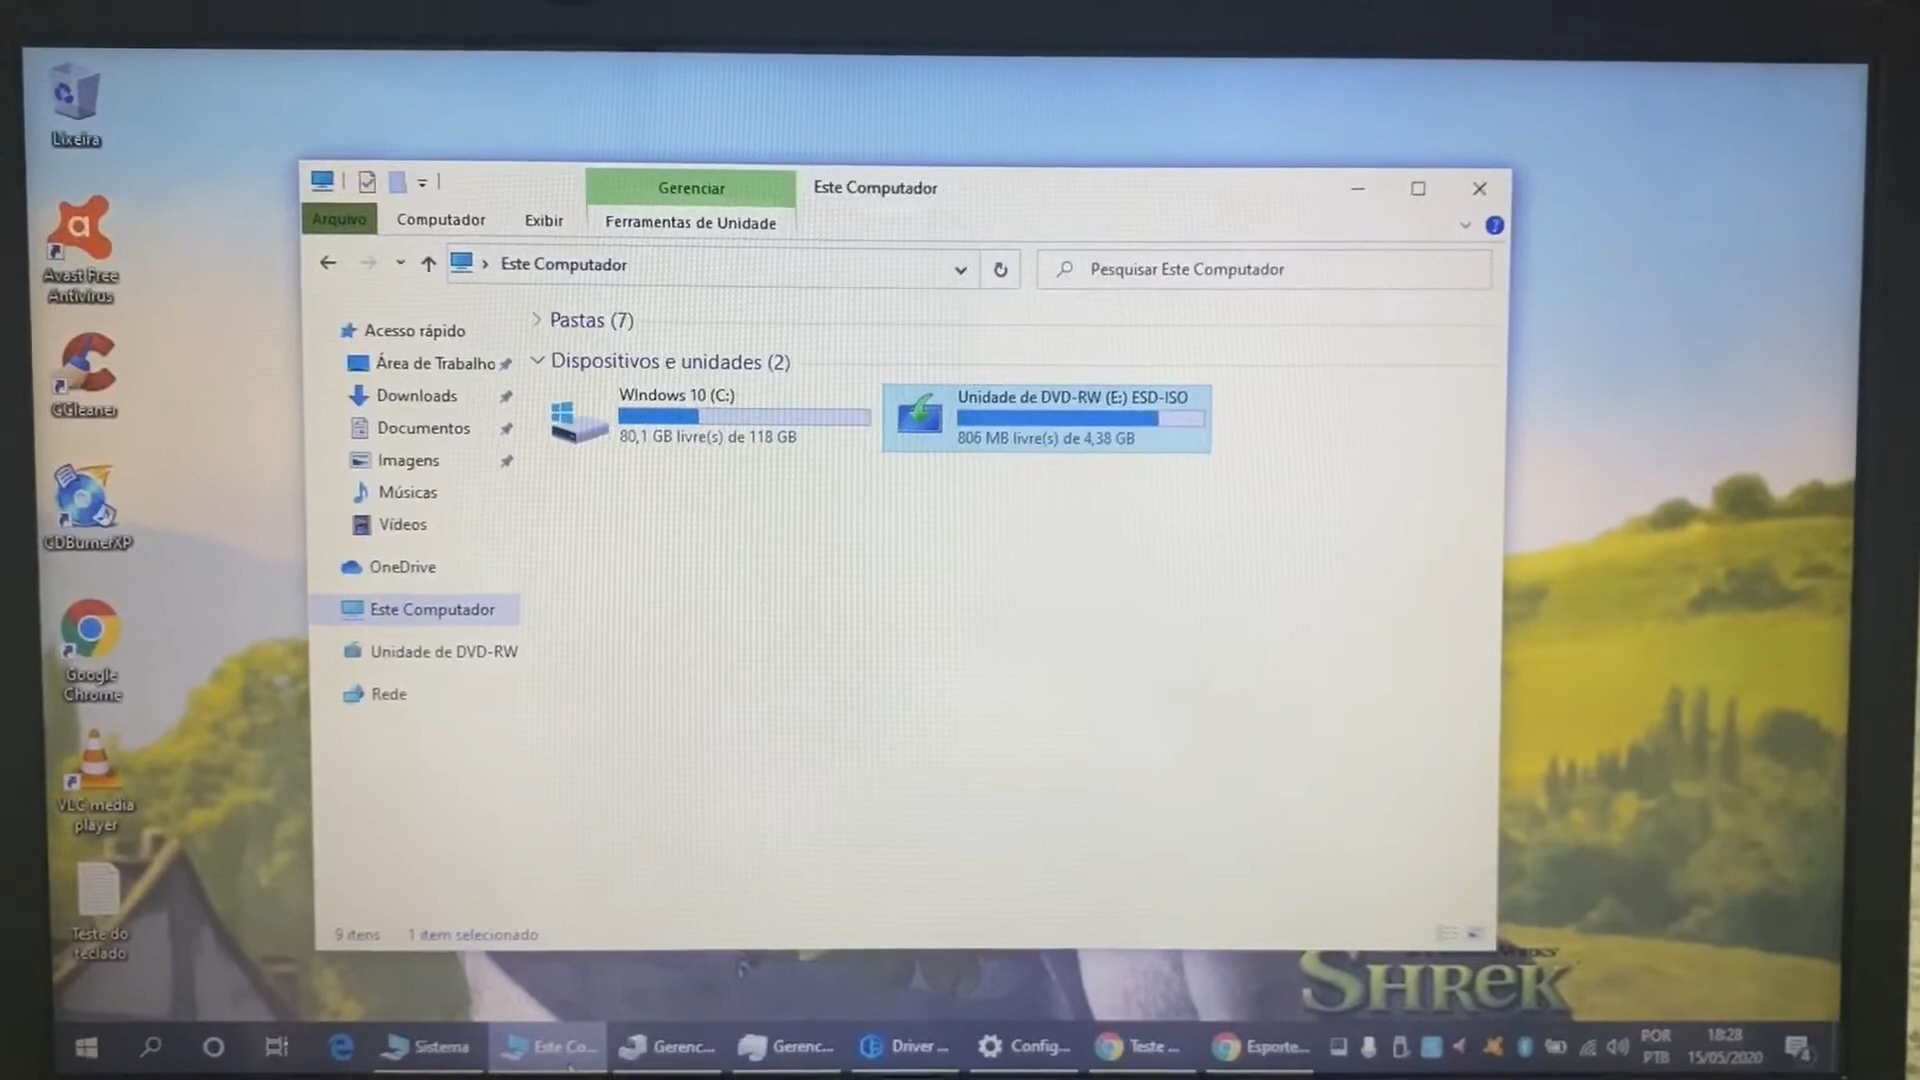 Lixeira
Avast Free
Antivirus
CCleaner
CDBurnerXP
Google
Chrome
VLC media
player
Teste do
teclado
Gerenciar
Este Computador
Arquivo
Computador
Exibir
Ferramentas de Unidade
Este Computador
Pesquisar Este Computador
Acesso rápido
Área de Trabalho
Downloads
Documentos
Imagens
Músicas
Vídeos
OneDrive
Este Computador
Unidade de DVD-RW
Rede
Pastas (7)
Dispositivos e unidades (2)
WIndows 10 (C:)
80,1 GB livre(s) de 118 GB
Unidade de DVD-RW (E:) ESD-ISO
806 MB livre(s) de 4,38 GB
9 itens
1 item selecionado
SHREK
Sistema
Este Co...
Gerenc...
Gerenc...
Driver ...
Config...
Teste ...
Esporte...
POR
PTB
18:28
15/05/2020
4